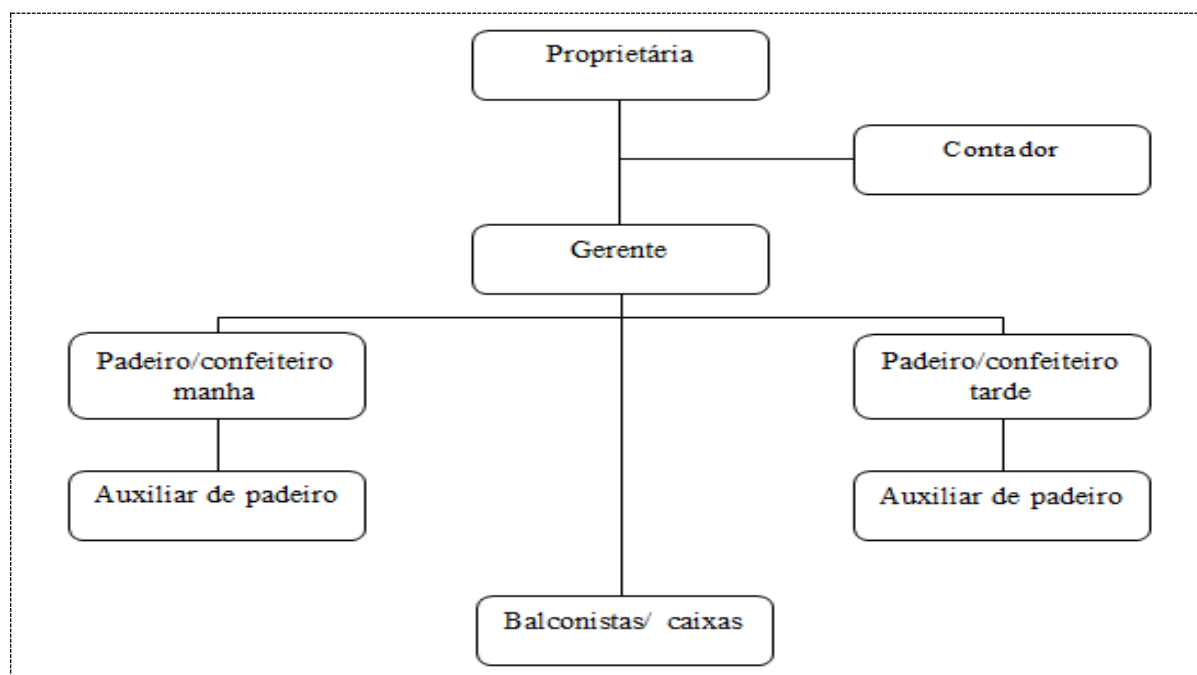 Proprietária
Contador
Gerente
Padeiro/confeiteiro
manha
Padeiro/confeiteiro
tarde
Auxiliar de padeiro
Auxiliar de padeiro
Balconistas/ caixas